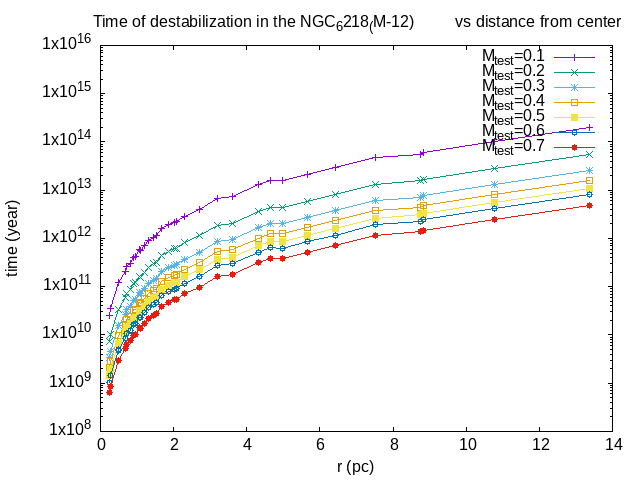 Time of destabilization in the NGC6218(M-12) vs distance from center
1x10^16
1x10^15
1x10^14
1x10^13
1x10^12
1x10^11
1x10^10
1x10^9
1x10^8
time (year)
Mtest=0.1
Mtest=0.2
Mtest=0.3
Mtest=0.4
Mtest=0.5
Mtest=0.6
Mtest=0.7
0 2 4 6 8 10 12 14
r (pc)